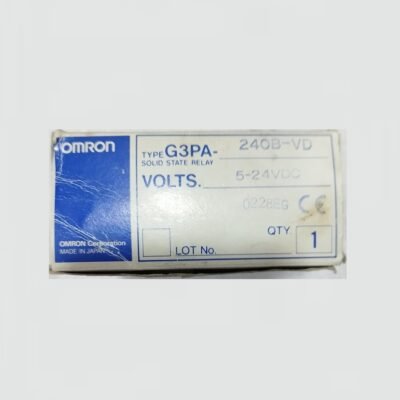 OMRON
TYPE G3PA- 240B-VD
SOLID STATE RELAY
VOLTS. 5-24VDC
0228EG CE
QTY. 1
LOT No.
OMRON Corporation
MADE IN JAPAN